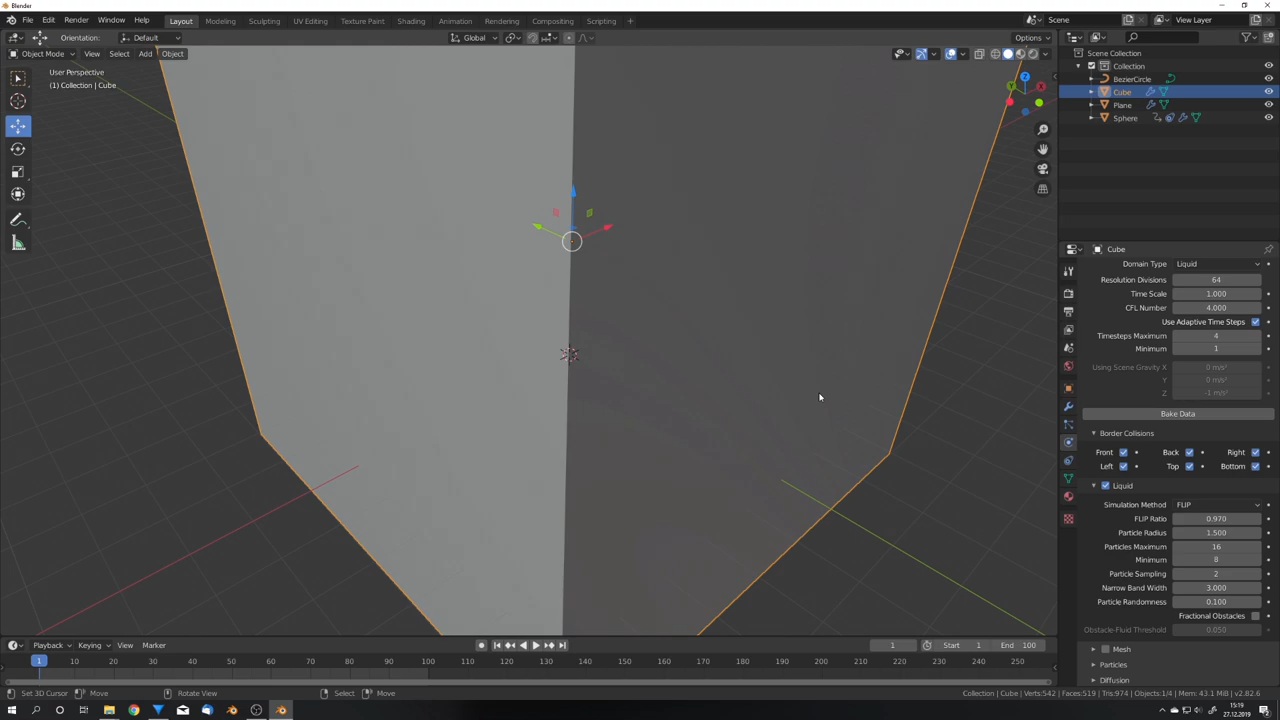 Blender
File Edit Render Window Help Layout Modeling Sculpting UV Editing Texture Paint Shading Animation Rendering Compositing Scripting + Scene View Layer
Orientation: Default Global Options
Object Mode View Select Add Object
User Perspective
(1) Collection | Cube
Scene Collection
Collection
BezierCircle
Cube
Plane
Sphere
Cube
Domain Type Liquid
Resolution Divisions 64
Time Scale 1.000
CFL Number 4.000
Use Adaptive Time Steps
Timesteps Maximum 4
Minimum 1
Using Scene Gravity X 0 m/s²
Y 0 m/s²
Z -1 m/s²
Bake Data
Border Collisions
Front Back Right
Left Top Bottom
Liquid
Simulation Method FLIP
FLIP Ratio 0.970
Particle Radius 1.500
Particles Maximum 16
Minimum 8
Particle Sampling 2
Narrow Band Width 3.000
Particle Randomness 0.100
Fractional Obstacles
Obstacle-Fluid Threshold 0.050
Mesh
Particles
Diffusion
Playback Keying View Marker 1 Start 1 End 100
1 10 20 30 40 50 60 70 80 90 100 110 120 130 140 150 160 170 180 190 200 210 220 230 240 250
Set 3D Cursor Move Rotate View Select Move Collection | Cube | Verts:542 | Faces:519 | Tris:974 | Objects:1/4 | Mem: 43.1 MiB | v2.82.6
15:19
27.12.2019